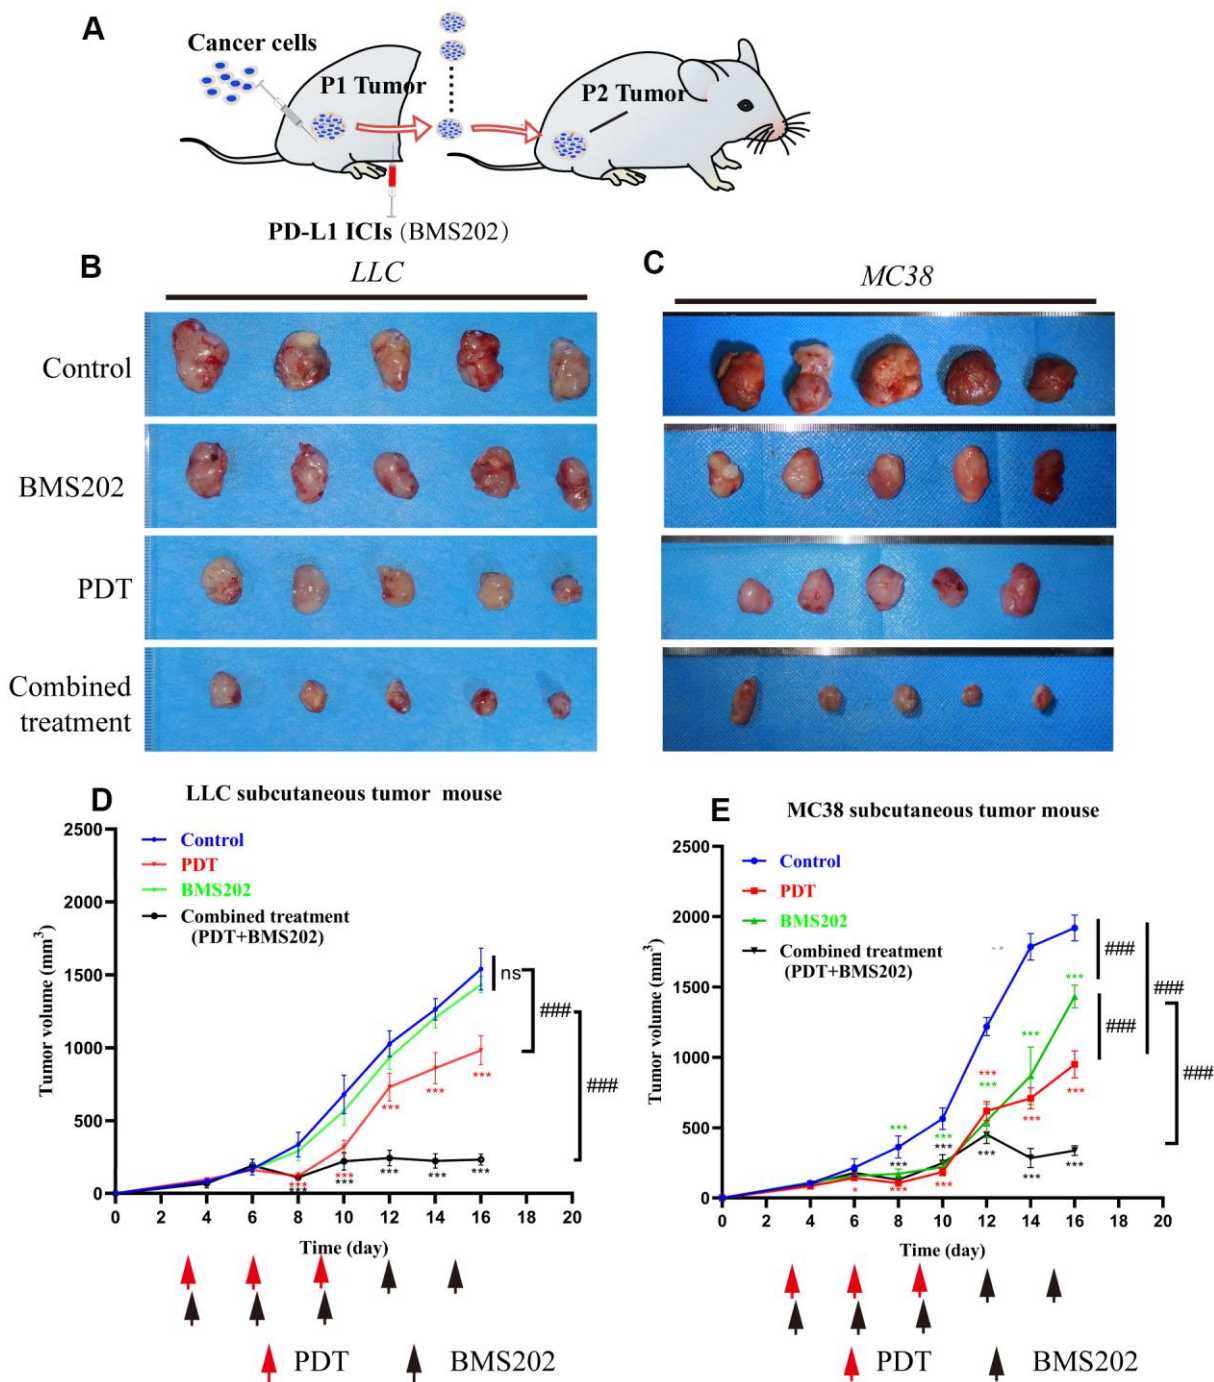 A
Cancer cells
P1 Tumor
P2 Tumor
PD-L1 ICIs (BMS202)
B
LLC
C
MC38
Control
BMS202
PDT
Combined
treatment
D
LLC subcutaneous tumor mouse
Tumor volume (mm³)
2500
2000
1500
1000
500
0
Control
PDT
BMS202
Combined treatment
(PDT+BMS202)
ns
###
###
***
***
***
***
***
***
***
***
***
***
0 2 4 6 8 10 12 14 16 18 20
Time (day)
PDT
BMS202
E
MC38 subcutaneous tumor mouse
Tumor volume (mm³)
2500
2000
1500
1000
500
0
Control
PDT
BMS202
Combined treatment
(PDT+BMS202)
###
###
###
###
***
***
***
***
***
***
***
***
***
***
***
***
***
***
*
***
0 2 4 6 8 10 12 14 16 18 20
Time (day)
PDT
BMS202